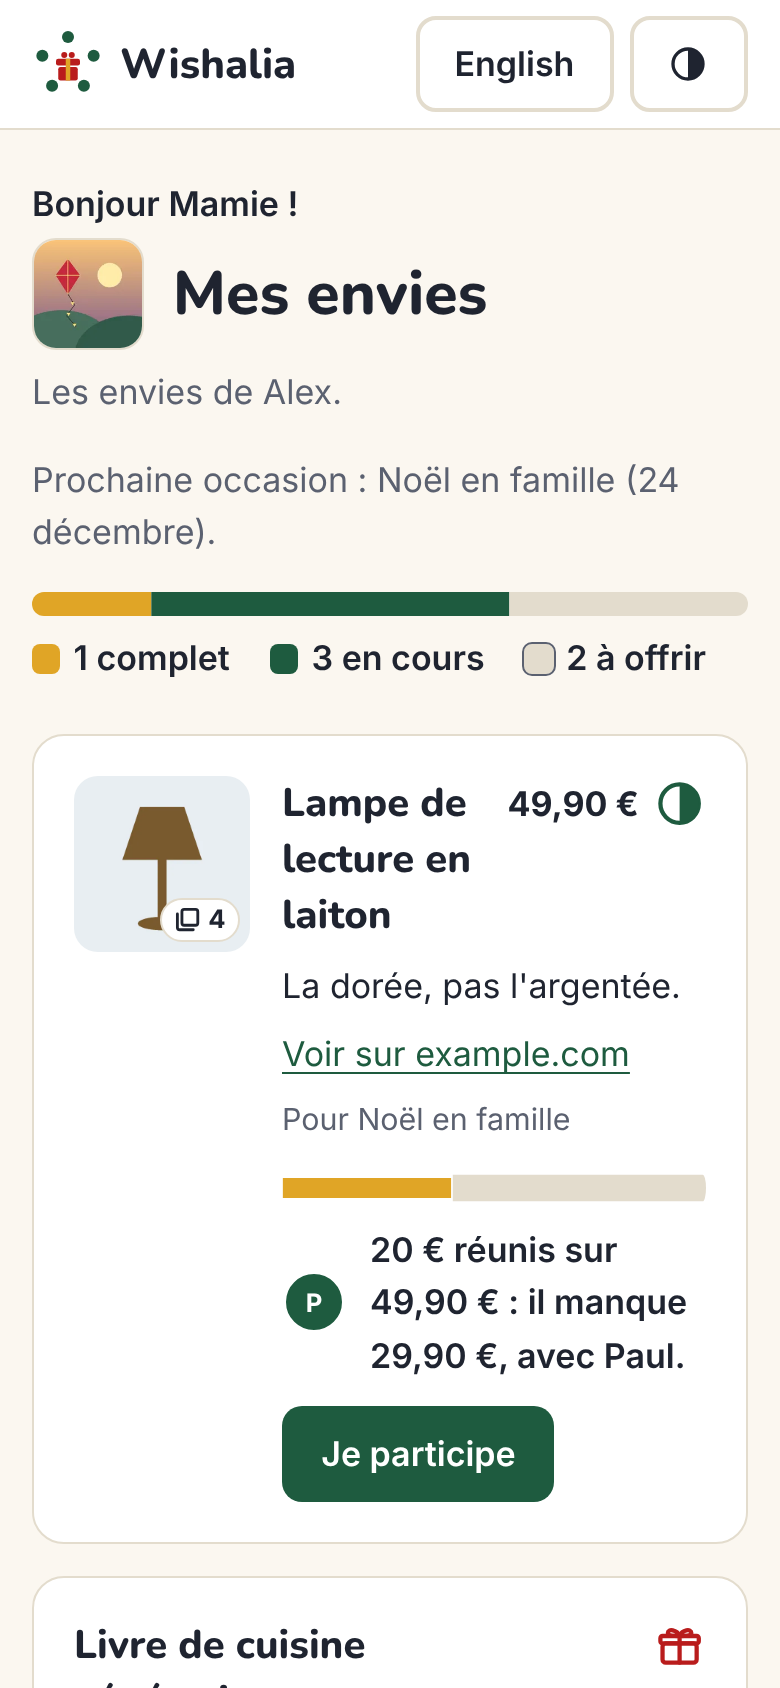 Wishalia
English
Bonjour Mamie !
Mes envies
Les envies de Alex.
Prochaine occasion : Noël en famille (24
décembre).
1 complet
3 en cours
2 à offrir
Lampe de
lecture en
laiton
49,90 €
4
La dorée, pas l'argentée.
Voir sur example.com
Pour Noël en famille
P
20 € réunis sur
49,90 € : il manque
29,90 €, avec Paul.
Je participe
Livre de cuisine